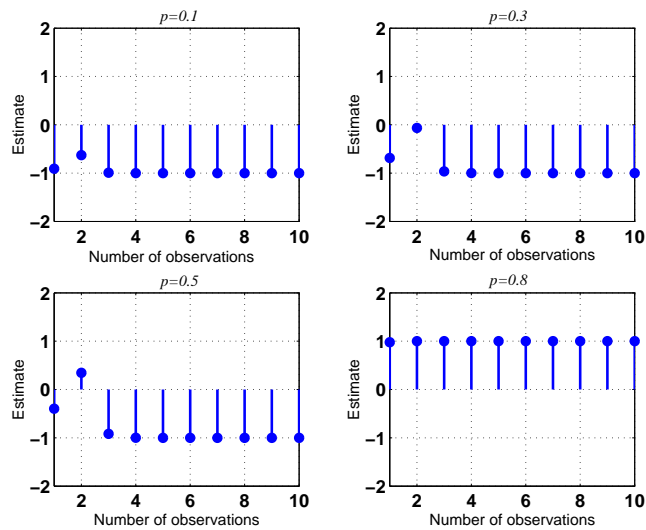 p=0.1
2
1
0
−1
−2
Estimate
2 4 6 8 10
Number of observations
p=0.3
2
1
0
−1
−2
Estimate
2 4 6 8 10
Number of observations
p=0.5
2
1
0
−1
−2
Estimate
2 4 6 8 10
Number of observations
p=0.8
2
1
0
−1
−2
Estimate
2 4 6 8 10
Number of observations